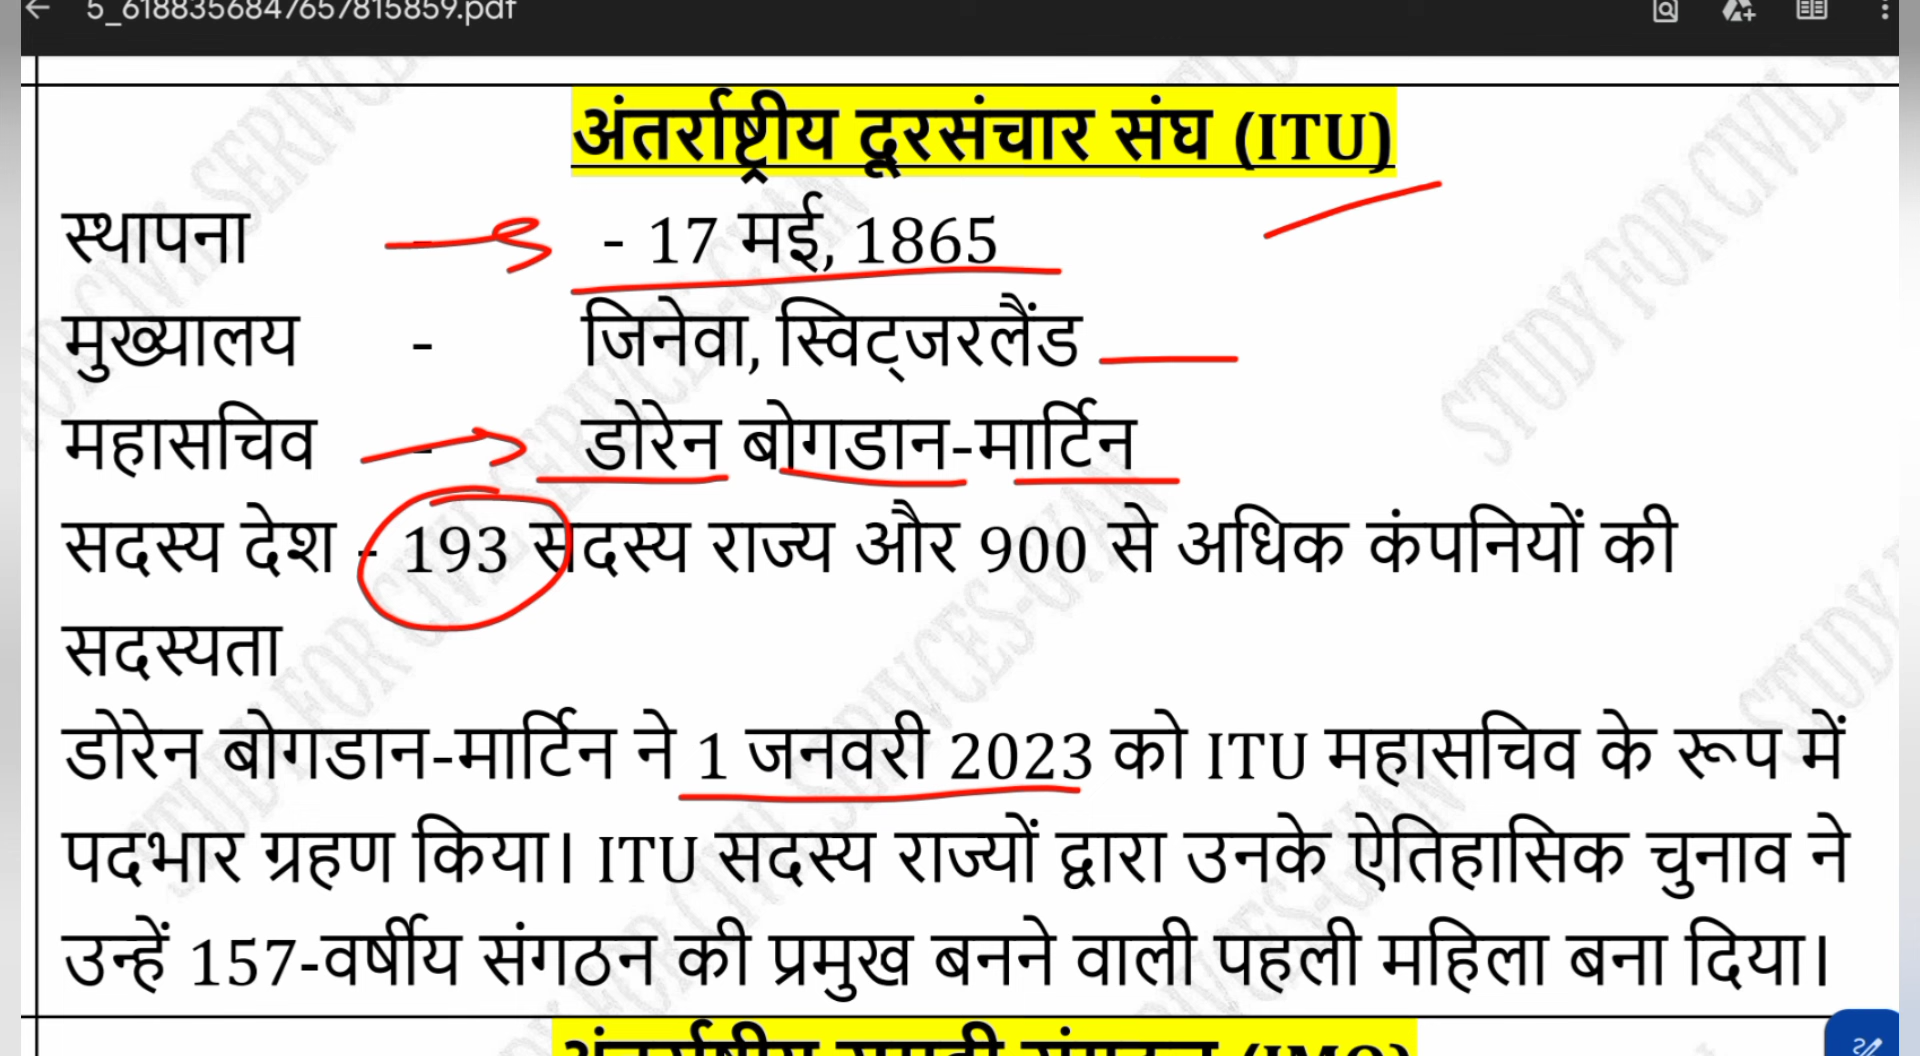 5_6188356847657815859.pdf
अंतर्राष्ट्रीय दूरसंचार संघ (ITU)
स्थापना - - 17 मई, 1865
मुख्यालय - जिनेवा, स्विट्जरलैंड
महासचिव - डोरेन बोगडान-मार्टिन
सदस्य देश - 193 सदस्य राज्य और 900 से अधिक कंपनियों की
सदस्यता
डोरेन बोगडान-मार्टिन ने 1 जनवरी 2023 को ITU महासचिव के रूप में
पदभार ग्रहण किया। ITU सदस्य राज्यों द्वारा उनके ऐतिहासिक चुनाव ने
उन्हें 157-वर्षीय संगठन की प्रमुख बनने वाली पहली महिला बना दिया।
(IMO)